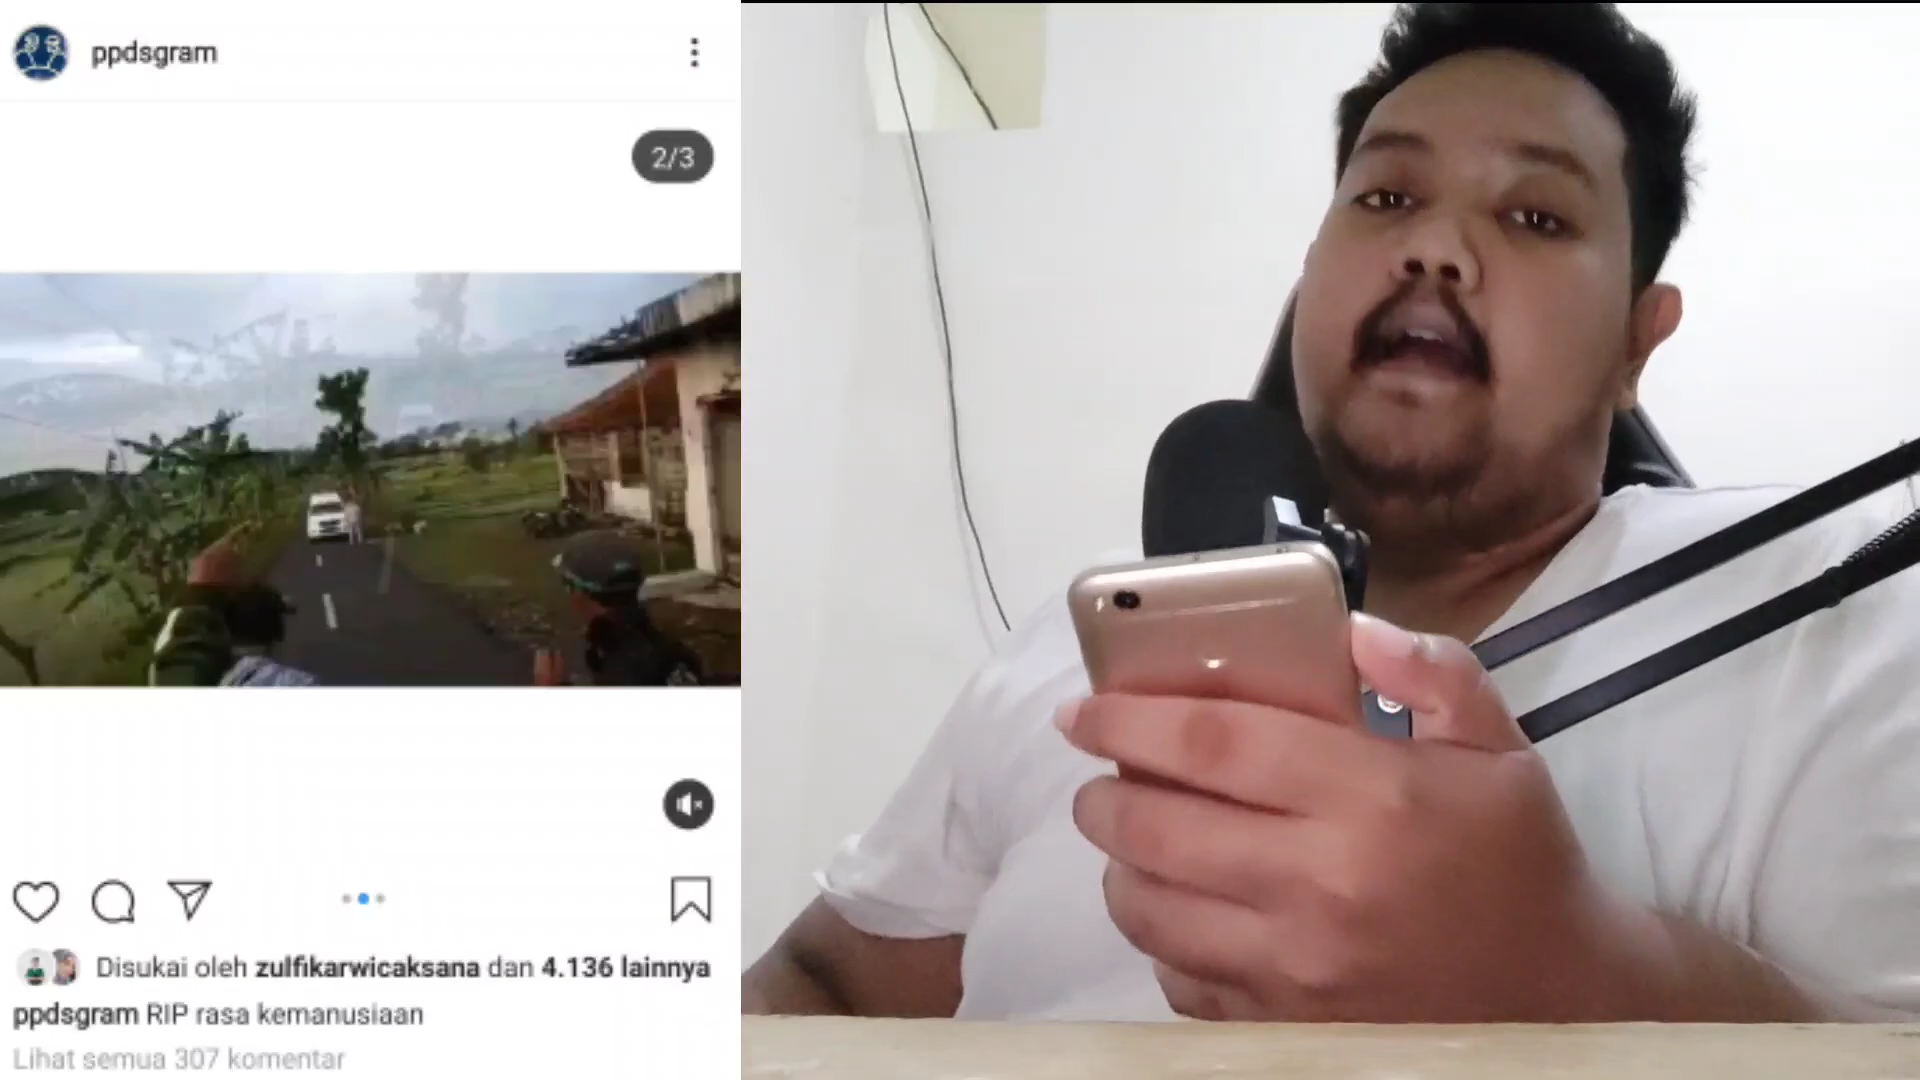 ppdsgram
2/3
Disukai oleh zulfikarwicaksana dan 4.136 lainnya
ppdsgram RIP rasa kemanusiaan
Lihat semua 307 komentar